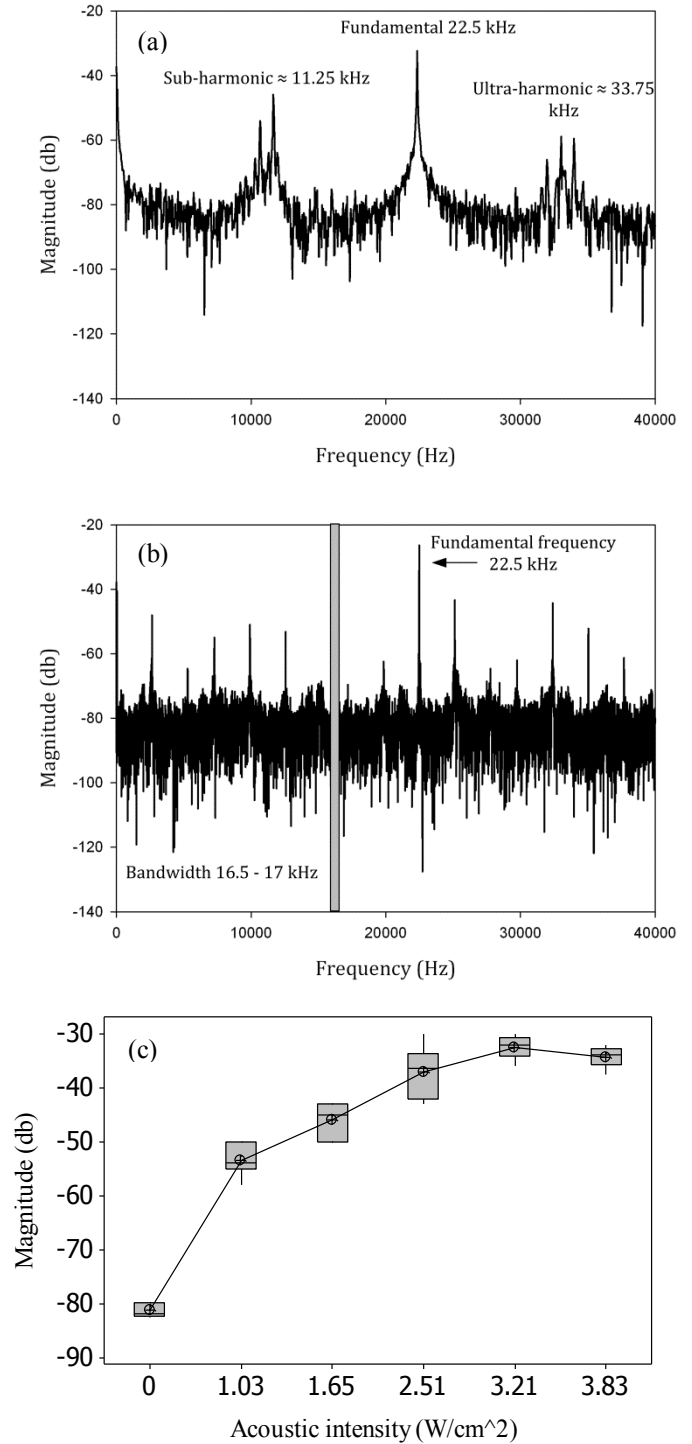 (a)
Fundamental 22.5 kHz
Sub-harmonic ≈ 11.25 kHz
Ultra-harmonic ≈ 33.75
kHz
Magnitude (db)
-20
-40
-60
-80
-100
-120
-140
0 10000 20000 30000 40000
Frequency (Hz)
(b)
Fundamental frequency
22.5 kHz
Magnitude (db)
-20
-40
-60
-80
-100
-120
-140
Bandwidth 16.5 - 17 kHz
0 10000 20000 30000 40000
Frequency (Hz)
(c)
Magnitude (db)
-30
-40
-50
-60
-70
-80
-90
0 1.03 1.65 2.51 3.21 3.83
Acoustic intensity (W/cm^2)